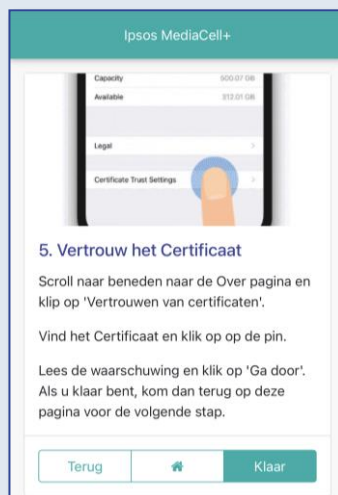 Ipsos MediaCell+
Capacity 500.07 GB
Available 312.01 GB
Legal
Certificate Trust Settings
5. Vertrouw het Certificaat
Scroll naar beneden naar de Over pagina en
klip op 'Vertrouwen van certificaten'.
Vind het Certificaat en klik op op de pin.
Lees de waarschuwing en klik op 'Ga door'.
Als u klaar bent, kom dan terug op deze
pagina voor de volgende stap.
Terug
Klaar